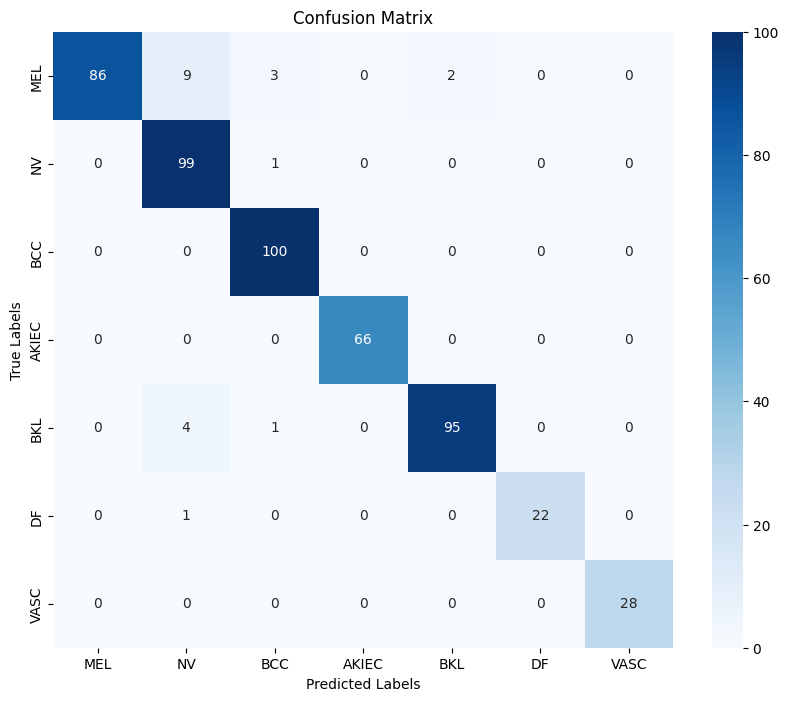 Confusion Matrix
True Labels
MEL 86 9 3 0 2 0 0
NV 0 99 1 0 0 0 0
BCC 0 0 100 0 0 0 0
AKIEC 0 0 0 66 0 0 0
BKL 0 4 1 0 95 0 0
DF 0 1 0 0 0 22 0
VASC 0 0 0 0 0 0 28
MEL NV BCC AKIEC BKL DF VASC
Predicted Labels
100
80
60
40
20
0